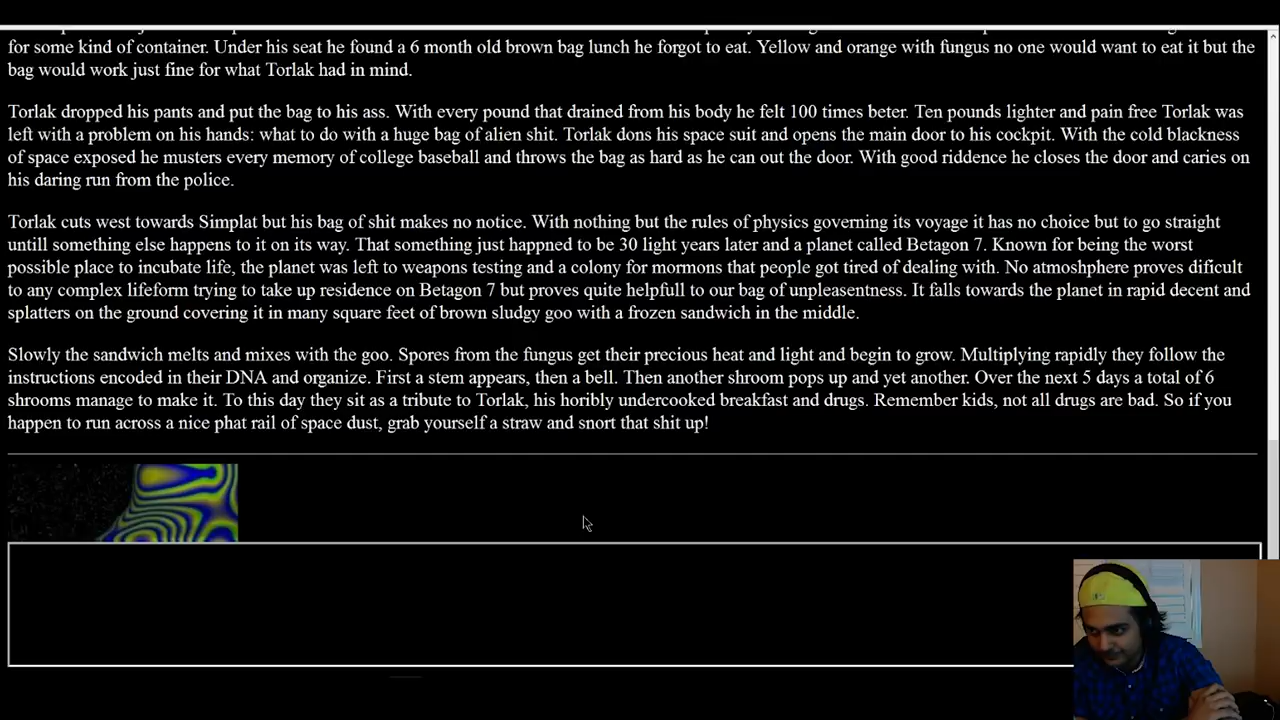 for some kind of container. Under his seat he found a 6 month old brown bag lunch he forgot to eat. Yellow and orange with fungus no one would want to eat it but the
bag would work just fine for what Torlak had in mind.
Torlak dropped his pants and put the bag to his ass. With every pound that drained from his body he felt 100 times beter. Ten pounds lighter and pain free Torlak was
left with a problem on his hands: what to do with a huge bag of alien shit. Torlak dons his space suit and opens the main door to his cockpit. With the cold blackness
of space exposed he musters every memory of college baseball and throws the bag as hard as he can out the door. With good riddence he closes the door and caries on
his daring run from the police.
Torlak cuts west towards Simplat but his bag of shit makes no notice. With nothing but the rules of physics governing its voyage it has no choice but to go straight
untill something else happens to it on its way. That something just happned to be 30 light years later and a planet called Betagon 7. Known for being the worst
possible place to incubate life, the planet was left to weapons testing and a colony for mormons that people got tired of dealing with. No atmoshphere proves dificult
to any complex lifeform trying to take up residence on Betagon 7 but proves quite helpfull to our bag of unpleasentness. It falls towards the planet in rapid decent and
splatters on the ground covering it in many square feet of brown sludgy goo with a frozen sandwich in the middle.
Slowly the sandwich melts and mixes with the goo. Spores from the fungus get their precious heat and light and begin to grow. Multiplying rapidly they follow the
instructions encoded in their DNA and organize. First a stem appears, then a bell. Then another shroom pops up and yet another. Over the next 5 days a total of 6
shrooms manage to make it. To this day they sit as a tribute to Torlak, his horibly undercooked breakfast and drugs. Remember kids, not all drugs are bad. So if you
happen to run across a nice phat rail of space dust, grab yourself a straw and snort that shit up!